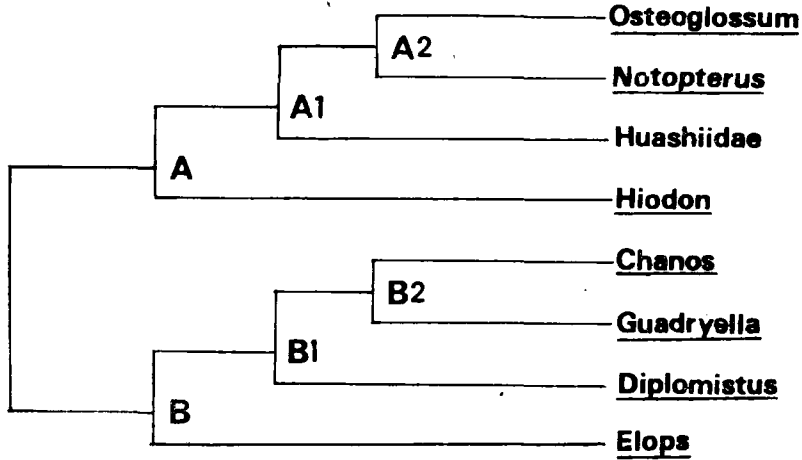 Osteoglossum
A2
Notopterus
A1
Huashiidae
A
Hiodon
Chanos
B2
Guadryella
B1
Diplomistus
B
Elops